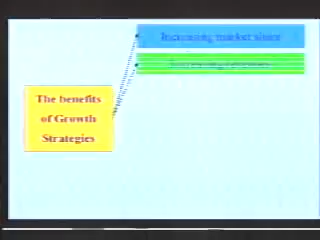 Increasing market share
The benefits
of Growth
Strategies